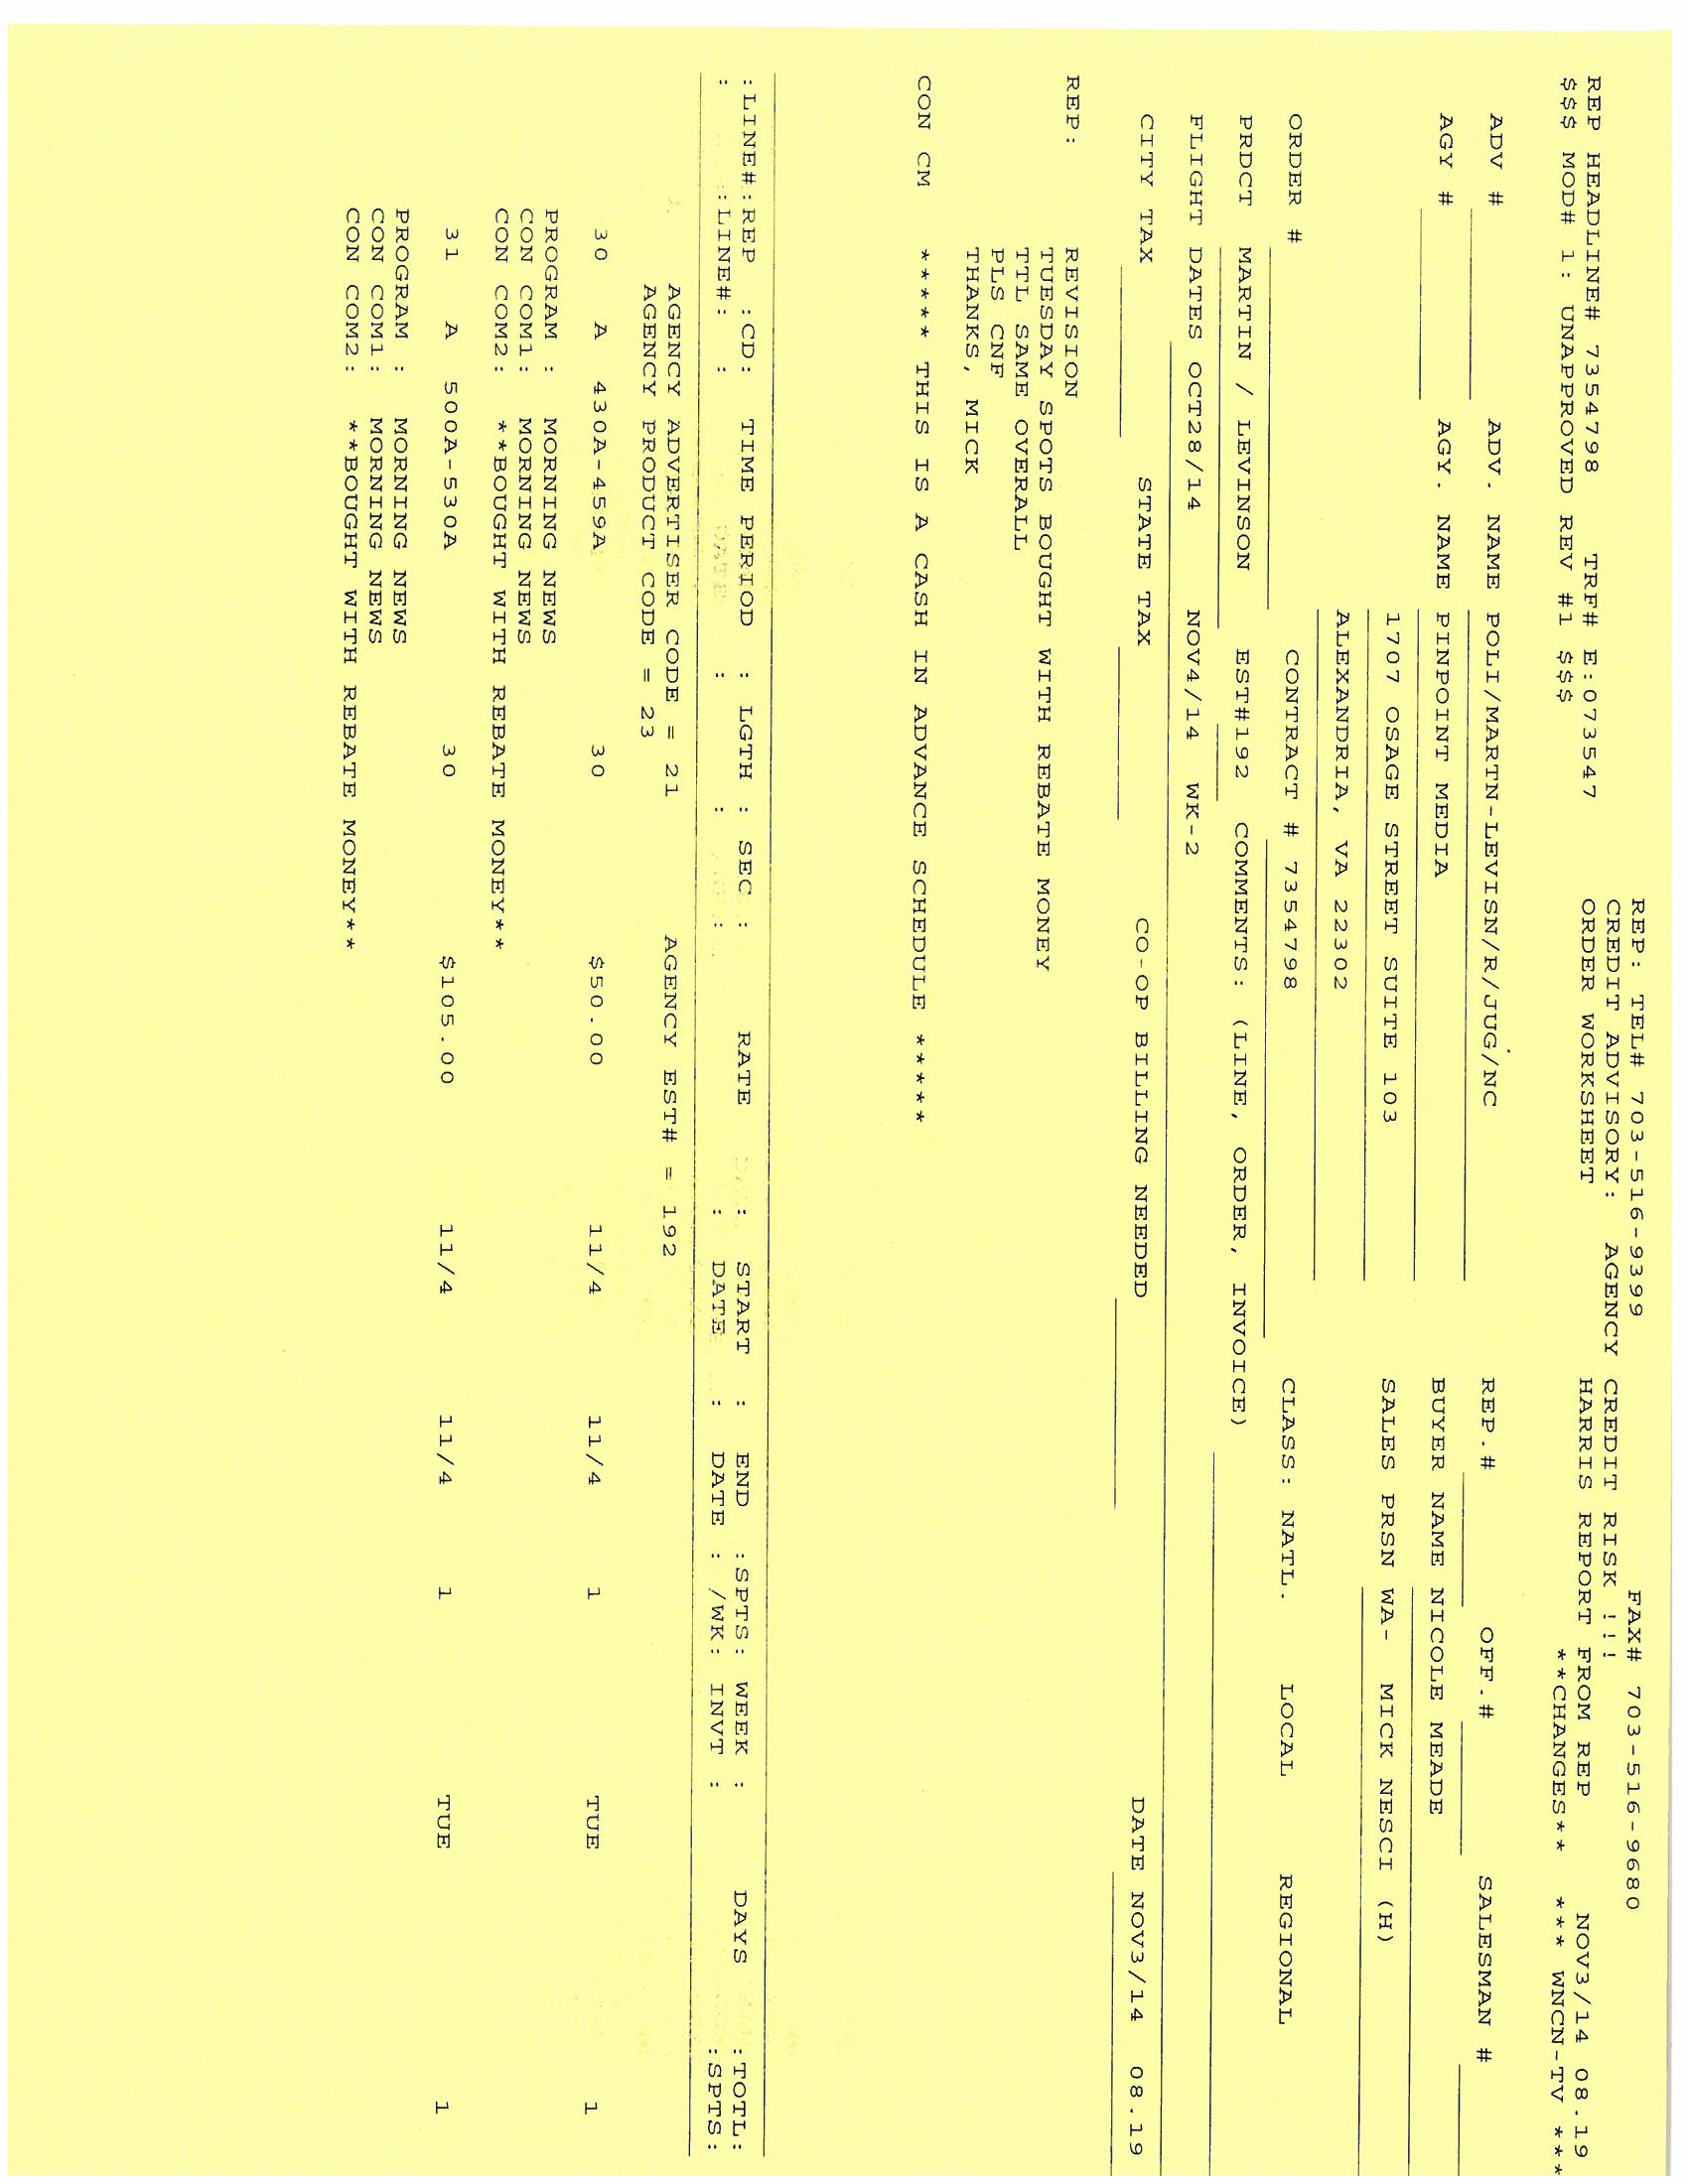 REP: TEL# 703-516-9399 FAX# 703-516-9680
CREDIT ADVISORY: AGENCY CREDIT RISK !!!
REP HEADLINE# 7354798 TRF# E:073547 ORDER WORKSHEET HARRIS REPORT FROM REP NOV3/14 08.19
$$$ MOD# 1: UNAPPROVED REV #1 $$$ **CHANGES** *** WNCN-TV ***
ADV # ADV. NAME POLI/MARTN-LEVISN/R/JUG/NC REP.# OFF.# SALESMAN #
AGY # AGY. NAME PINPOINT MEDIA BUYER NAME NICOLE MEADE
1707 OSAGE STREET SUITE 103 SALES PRSN WA- MICK NESCI (H)
ALEXANDRIA, VA 22302
ORDER # CONTRACT # 7354798 CLASS: NATL. LOCAL REGIONAL
PRDCT MARTIN / LEVINSON EST#192 COMMENTS: (LINE, ORDER, INVOICE)
FLIGHT DATES OCT28/14 NOV4/14 WK-2
CITY TAX STATE TAX CO-OP BILLING NEEDED DATE NOV3/14 08.19
REP: REVISION
TUESDAY SPOTS BOUGHT WITH REBATE MONEY
TTL SAME OVERALL
PLS CNF
THANKS, MICK
CON CM ***** THIS IS A CASH IN ADVANCE SCHEDULE *****
:LINE#:REP :CD: TIME PERIOD : LGTH : SEC : RATE : START : END :SPTS: WEEK : DAYS :TOTL:
: :LINE#: : : : : : DATE : DATE : /WK: INVT : :SPTS:
AGENCY ADVERTISER CODE = 21 AGENCY EST# = 192
AGENCY PRODUCT CODE = 23
30 A 430A-459A 30 $50.00 11/4 11/4 1 TUE 1
PROGRAM : MORNING NEWS
CON COM1: MORNING NEWS
CON COM2: **BOUGHT WITH REBATE MONEY**
31 A 500A-530A 30 $105.00 11/4 11/4 1 TUE 1
PROGRAM : MORNING NEWS
CON COM1: MORNING NEWS
CON COM2: **BOUGHT WITH REBATE MONEY**